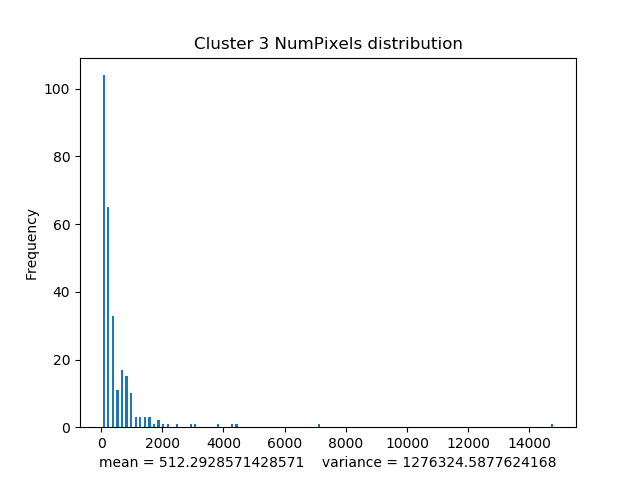 Cluster 3 NumPixels distribution
100
80
60
40
20
0
Frequency
0 2000 4000 6000 8000 10000 12000 14000
mean = 512.2928571428571 variance = 1276324.5877624168